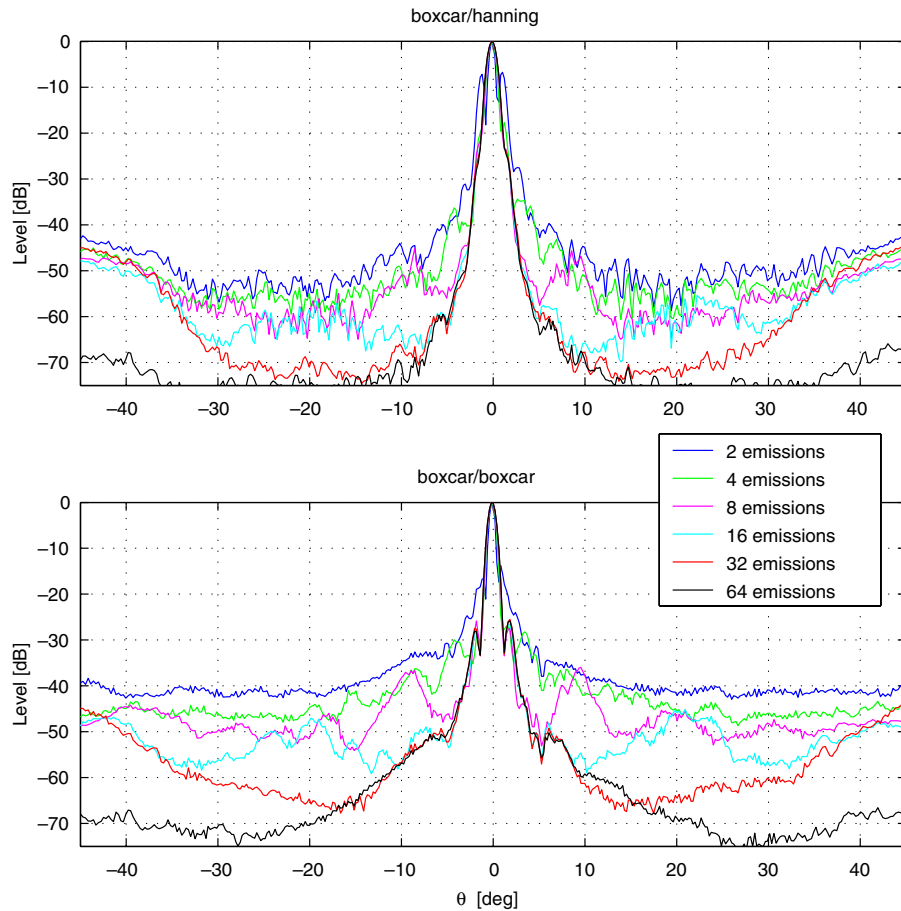 boxcar/hanning
0
−10
−20
−30
−40
−50
−60
−70
Level [dB]
−40 −30 −20 −10 0 10 20 30 40
boxcar/boxcar
0
−10
−20
−30
−40
−50
−60
−70
Level [dB]
2 emissions
4 emissions
8 emissions
16 emissions
32 emissions
64 emissions
−40 −30 −20 −10 0 10 20 30 40
θ [deg]